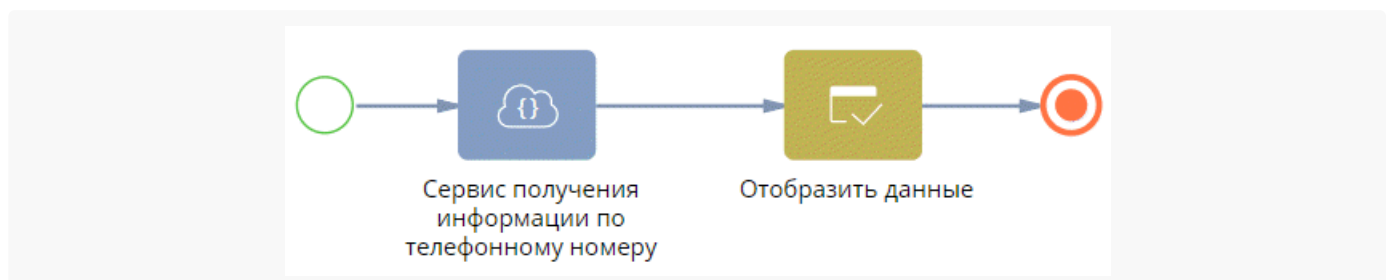 {}
Сервис получения
информации по
телефонному номеру
Отобразить данные